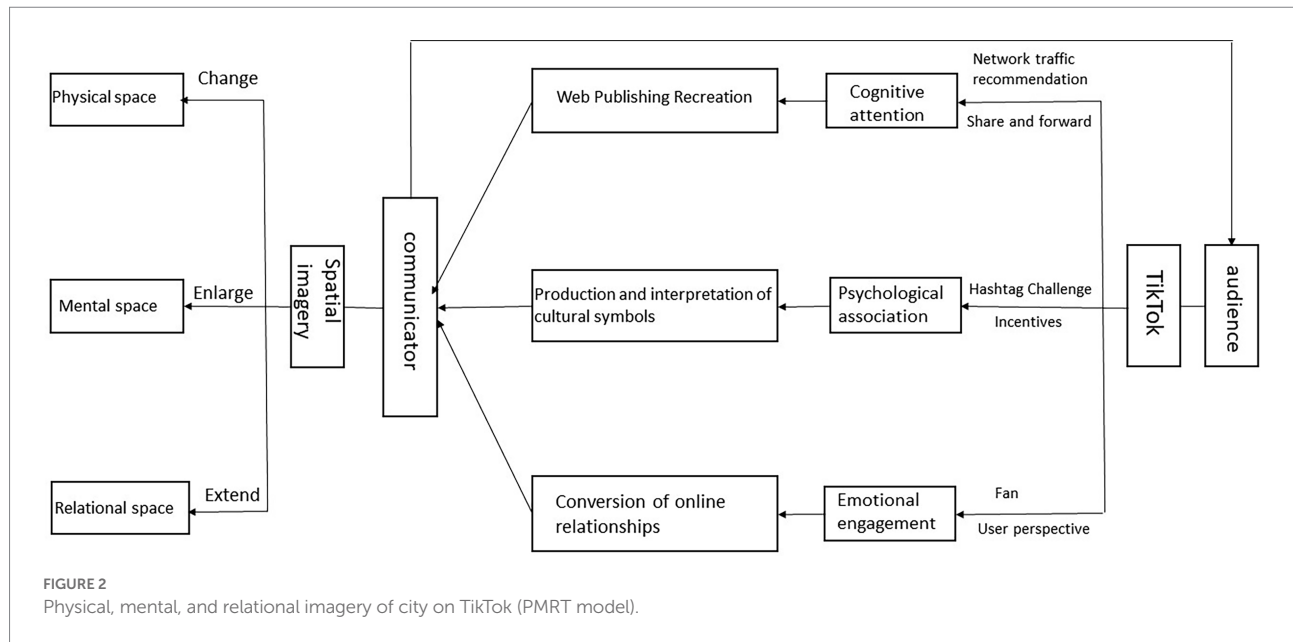 Physical space
Change
Mental space
Enlarge
Relational space
Extend
Spatial
imagery
communicator
Web Publishing Recreation
Production and interpretation of
cultural symbols
Conversion of online
relationships
Cognitive
attention
Psychological
association
Emotional
engagement
Network traffic
recommendation
Share and forward
Hashtag Challenge
Incentives
Fan
User perspective
TikTok
audience
FIGURE 2
Physical, mental, and relational imagery of city on TikTok (PMRT model).